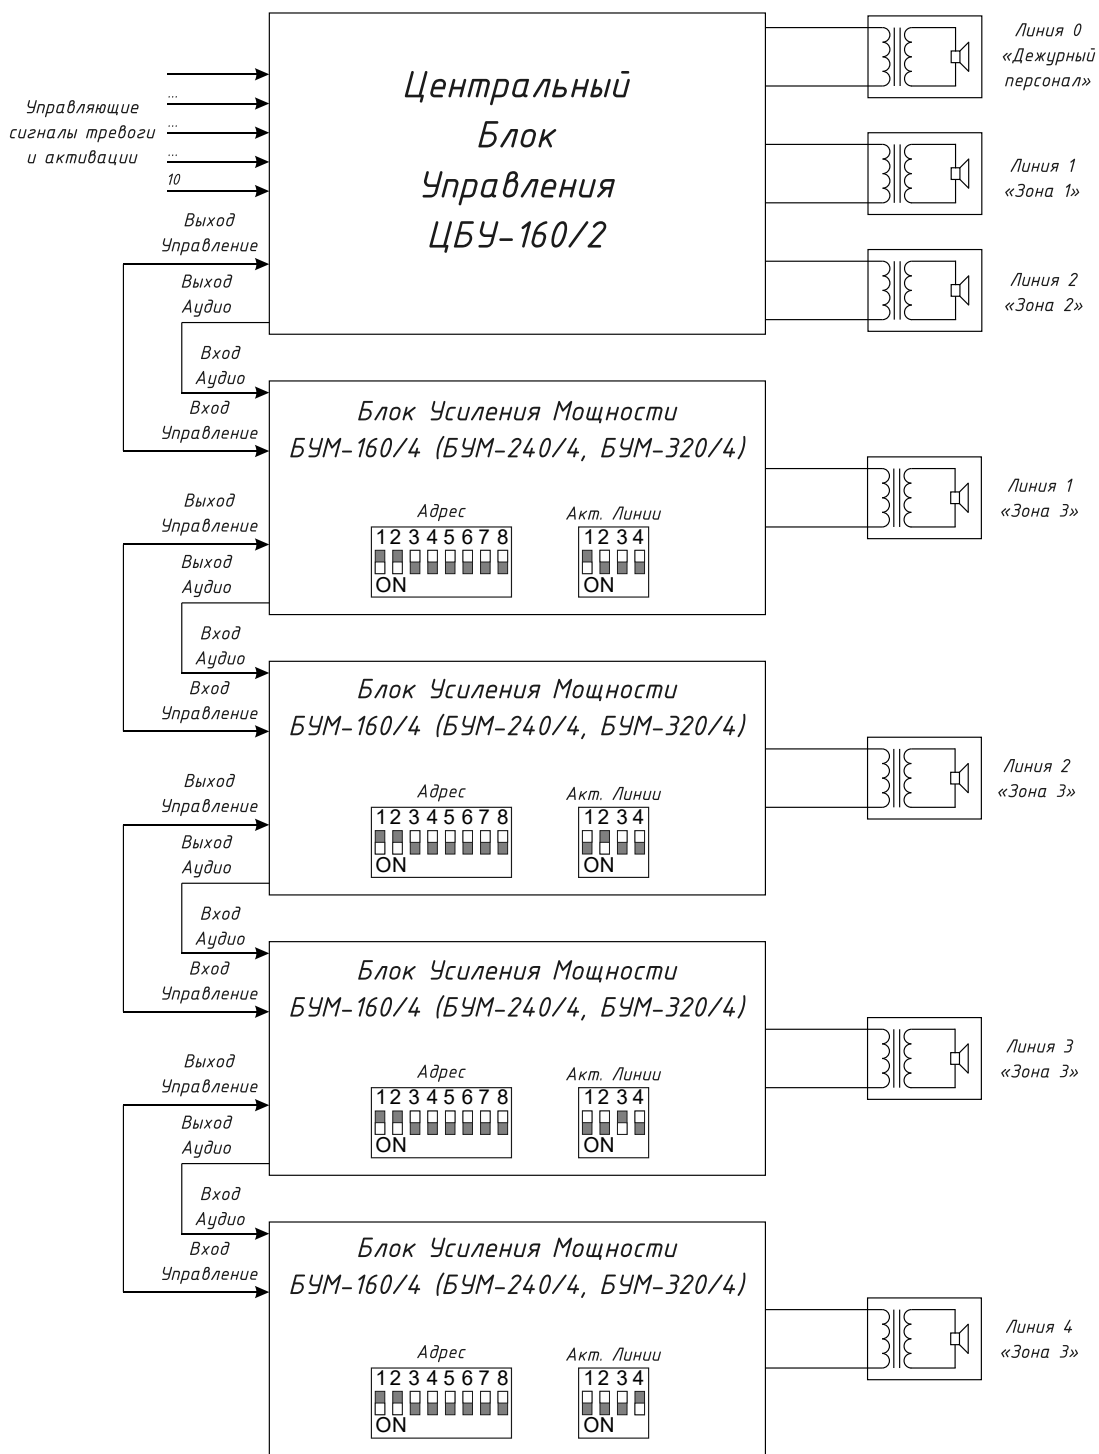 Линия 0
«Дежурный
персонал»
Центральный
Блок
Управления
ЦБУ-160/2
Управляющие
сигналы тревоги
и активации
...
...
...
10
Линия 1
«Зона 1»
Выход
Управление
Выход
Аудио
Линия 2
«Зона 2»
Вход
Аудио
Вход
Управление
Блок Усиления Мощности
БУМ-160/4 (БУМ-240/4, БУМ-320/4)
Линия 1
«Зона 3»
Выход
Управление
Адрес
Акт. Линии
1 2 3 4 5 6 7 8
1 2 3 4
ON
ON
Выход
Аудио
Вход
Аудио
Вход
Управление
Блок Усиления Мощности
БУМ-160/4 (БУМ-240/4, БУМ-320/4)
Линия 2
«Зона 3»
Выход
Управление
Адрес
Акт. Линии
1 2 3 4 5 6 7 8
1 2 3 4
ON
ON
Выход
Аудио
Вход
Аудио
Вход
Управление
Блок Усиления Мощности
БУМ-160/4 (БУМ-240/4, БУМ-320/4)
Линия 3
«Зона 3»
Выход
Управление
Адрес
Акт. Линии
1 2 3 4 5 6 7 8
1 2 3 4
ON
ON
Выход
Аудио
Вход
Аудио
Вход
Управление
Блок Усиления Мощности
БУМ-160/4 (БУМ-240/4, БУМ-320/4)
Линия 4
«Зона 3»
Адрес
Акт. Линии
1 2 3 4 5 6 7 8
1 2 3 4
ON
ON